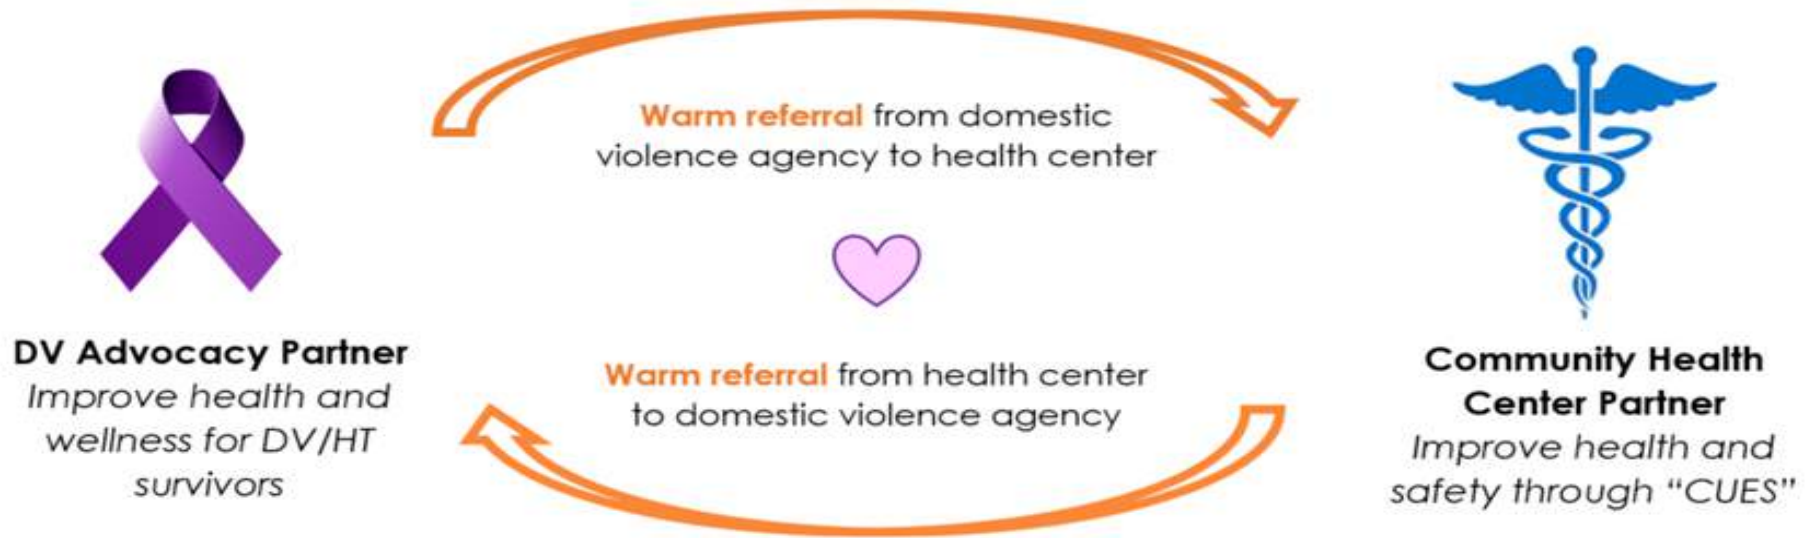 Warm referral from domestic
violence agency to health center
DV Advocacy Partner
Improve health and
wellness for DV/HT
survivors
Warm referral from health center
to domestic violence agency
Community Health
Center Partner
Improve health and
safety through “CUES”